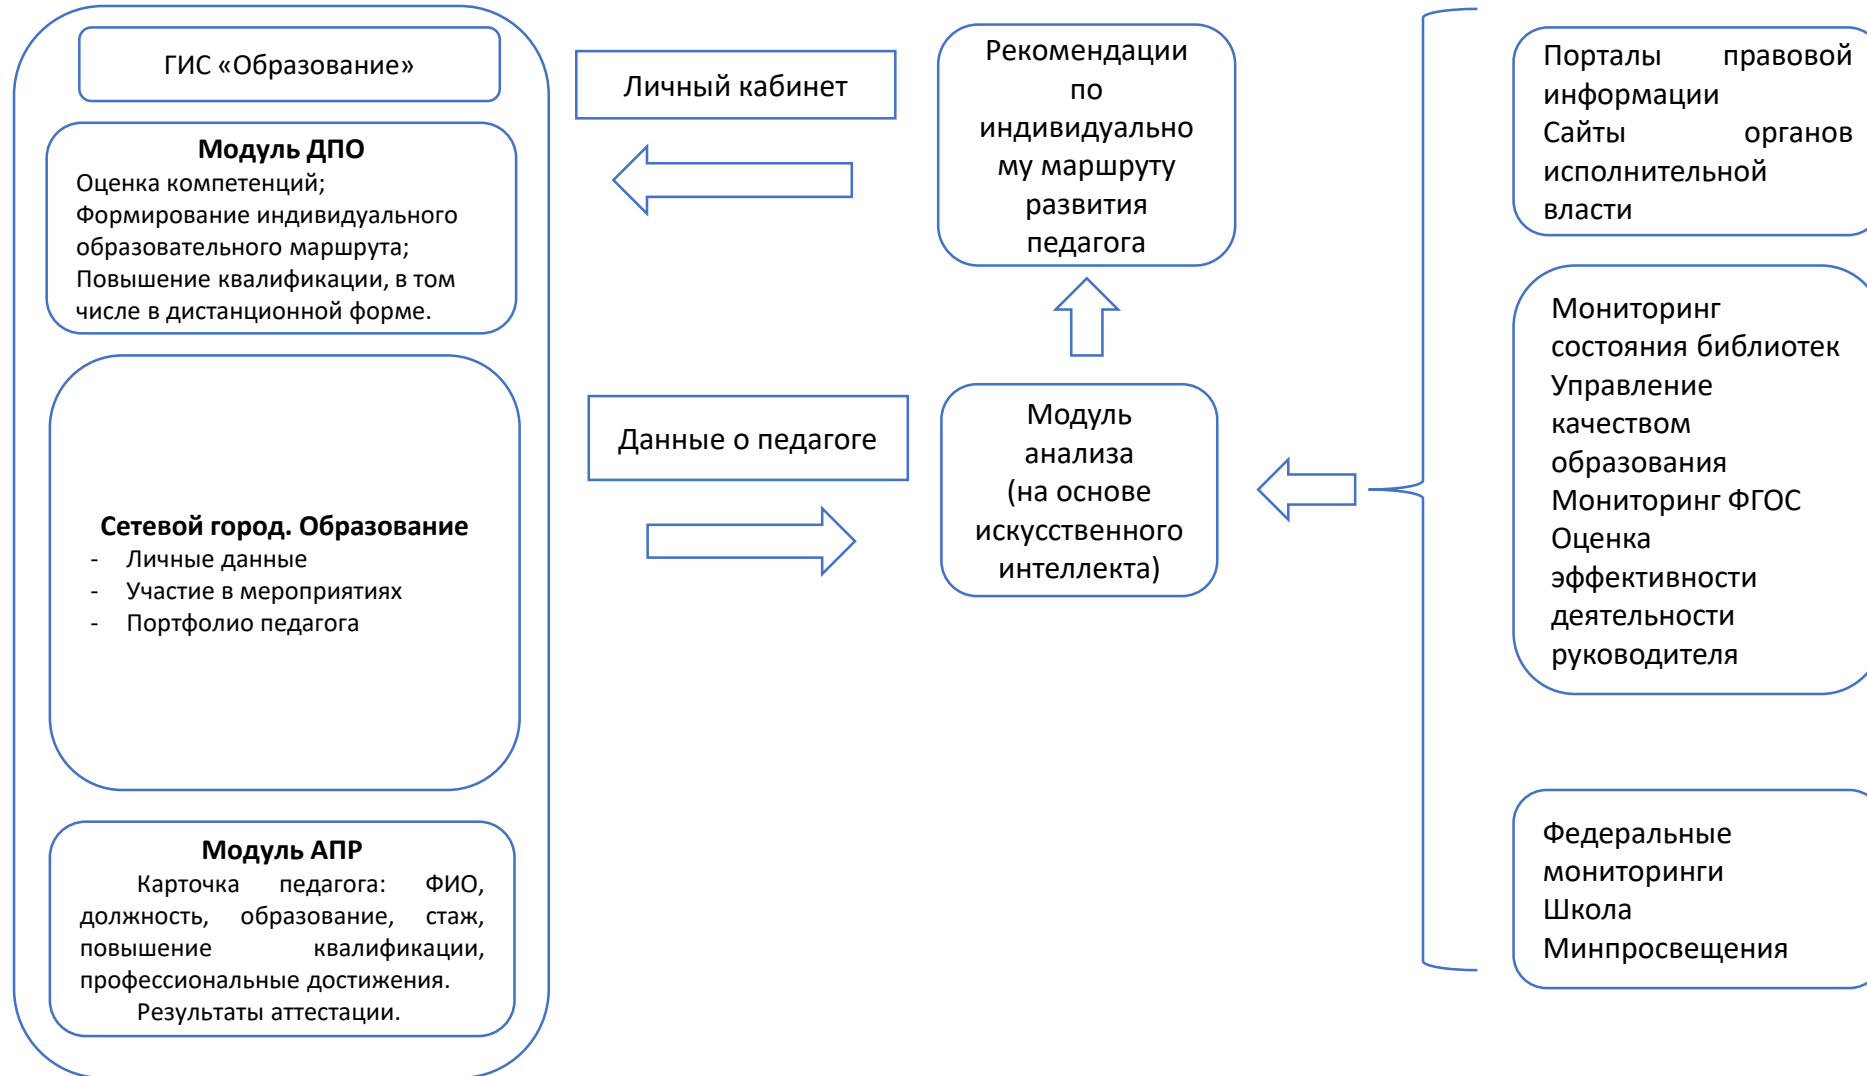 ГИС «Образование»
Модуль ДПО
Оценка компетенций;
Формирование индивидуального
образовательного маршрута;
Повышение квалификации, в том
числе в дистанционной форме.
Сетевой город. Образование
- Личные данные
- Участие в мероприятиях
- Портфолио педагога
Модуль АПР
Карточка педагога: ФИО,
должность, образование, стаж,
повышение квалификации,
профессиональные достижения.
Результаты аттестации.
Личный кабинет
Данные о педагоге
Рекомендации
по
индивидуально
му маршруту
развития
педагога
Модуль
анализа
(на основе
искусственного
интеллекта)
Порталы правовой
информации
Сайты органов
исполнительной
власти
Мониторинг
состояния библиотек
Управление
качеством
образования
Мониторинг ФГОС
Оценка
эффективности
деятельности
руководителя
Федеральные
мониторинги
Школа
Минпросвещения